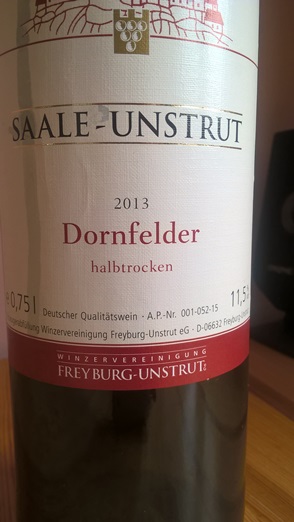 SAALE-UNSTRUT
2013
Dornfelder
halbtrocken
0,75 l
Deutscher Qualitätswein · A.P.-Nr. 001-052-15
11,5%
Winzervereinigung Freyburg-Unstrut eG · D-06632 Freyburg
WINZERVEREINIGUNG
FREYBURG-UNSTRUT